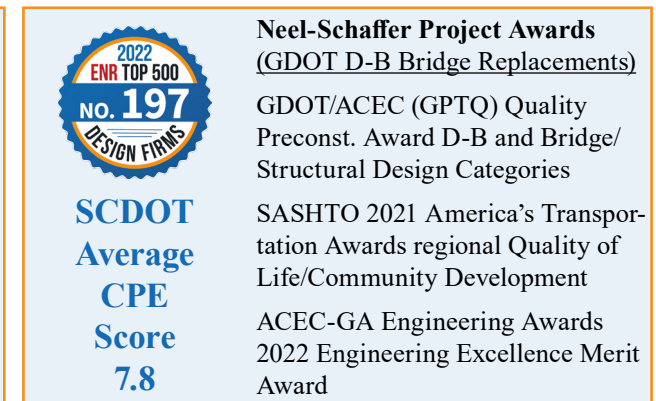 2022
ENR TOP 500
NO. 197
DESIGN FIRMS
SCDOT
Average
CPE
Score
7.8
Neel-Schaffer Project Awards
(GDOT D-B Bridge Replacements)
GDOT/ACEC (GPTQ) Quality
Preconst. Award D-B and Bridge/
Structural Design Categories
SASHTO 2021 America’s Transpor-
tation Awards regional Quality of
Life/Community Development
ACEC-GA Engineering Awards
2022 Engineering Excellence Merit
Award